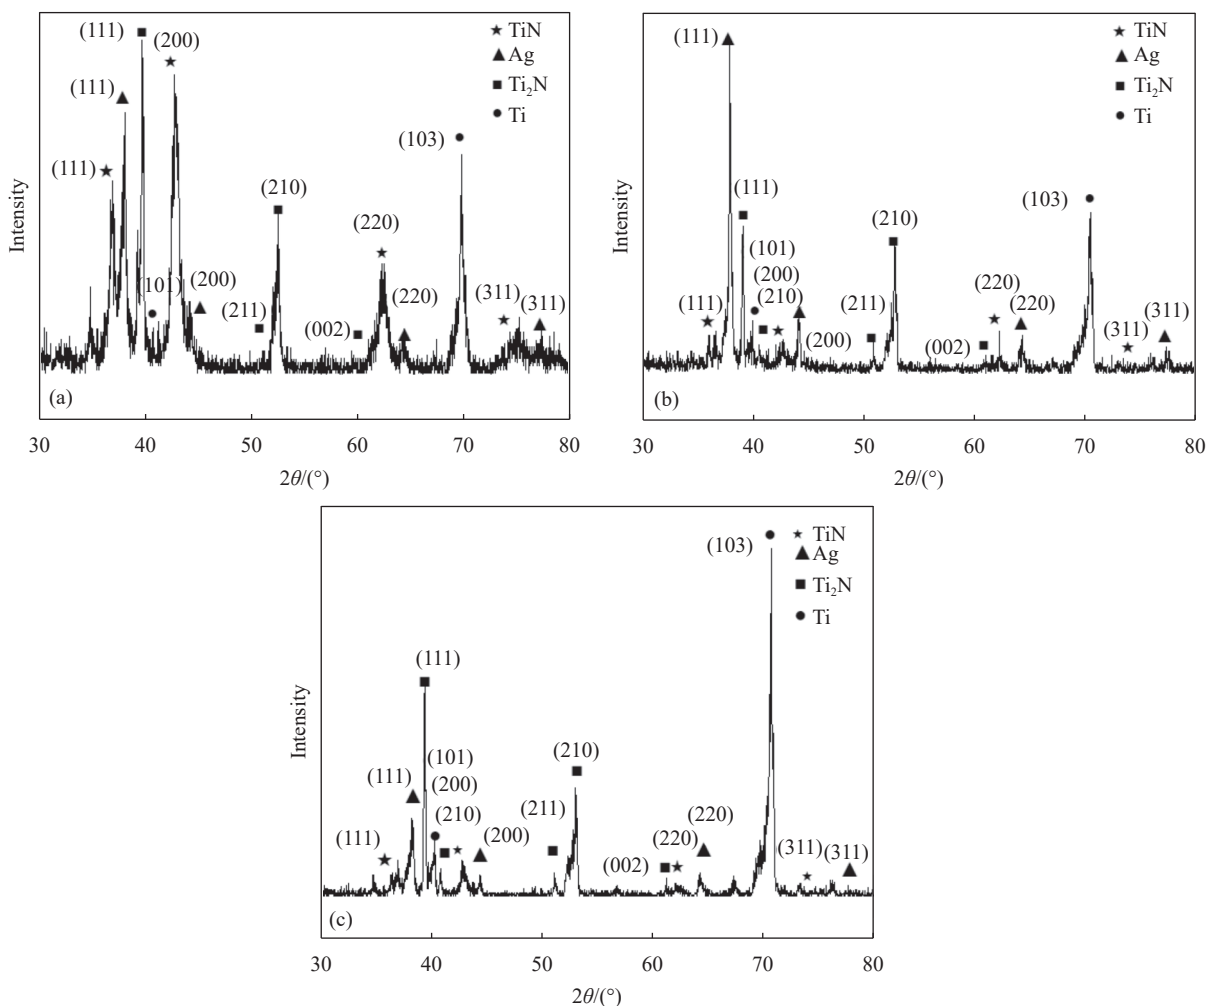 (111)
(200)
(111)
(111)
(101)
(200)
(211)
(210)
(002)
(220)
(220)
(103)
(311)
(311)
★ TiN
▲ Ag
■ Ti₂N
● Ti
Intensity
(a)
30 40 50 60 70 80
2θ/(°)
(111)
(111)
(101)
(200)
(111)
(210)
(200)
(211)
(210)
(002)
(220)
(220)
(103)
(311)
(311)
★ TiN
▲ Ag
■ Ti₂N
● Ti
Intensity
(b)
30 40 50 60 70 80
2θ/(°)
(103)
(111)
(111)
(101)
(200)
(210)
(111)
(200)
(211)
(210)
(002)
(220)
(220)
(311)
(311)
★ TiN
▲ Ag
■ Ti₂N
● Ti
Intensity
(c)
30 40 50 60 70 80
2θ/(°)